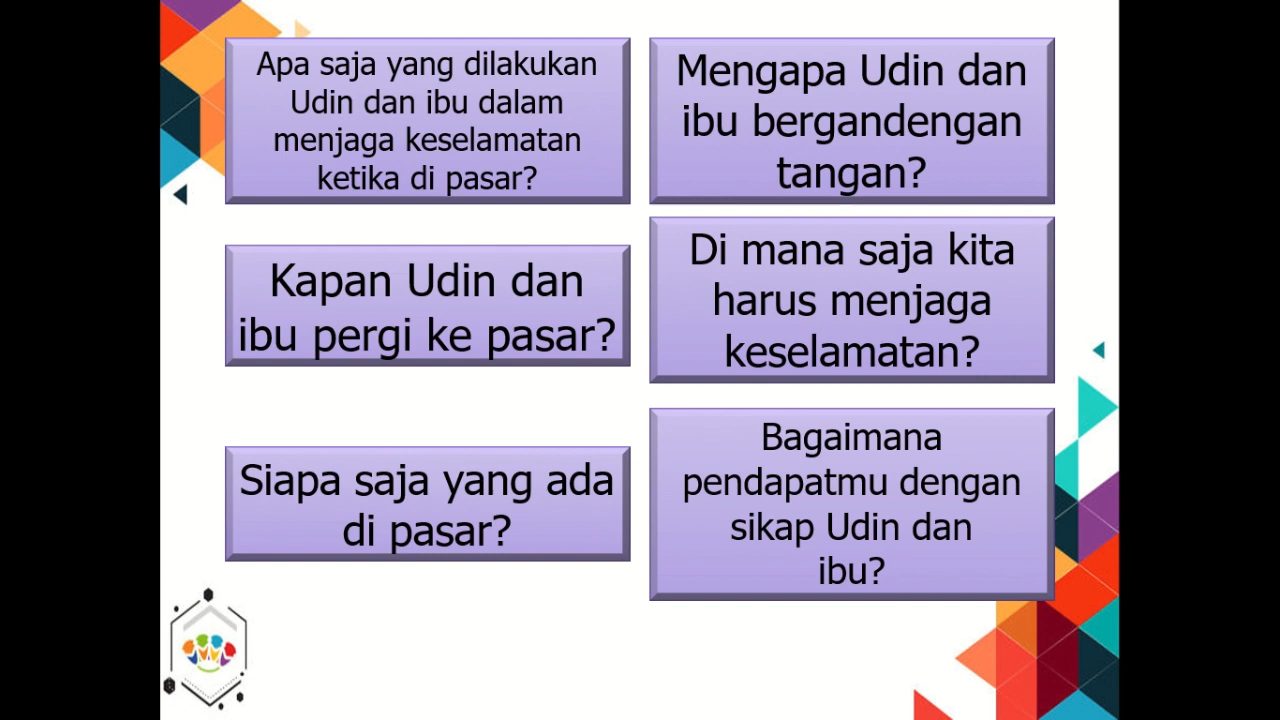 Apa saja yang dilakukan
Udin dan ibu dalam
menjaga keselamatan
ketika di pasar?
Mengapa Udin dan
ibu bergandengan
tangan?
Kapan Udin dan
ibu pergi ke pasar?
Di mana saja kita
harus menjaga
keselamatan?
Siapa saja yang ada
di pasar?
Bagaimana
pendapatmu dengan
sikap Udin dan
ibu?